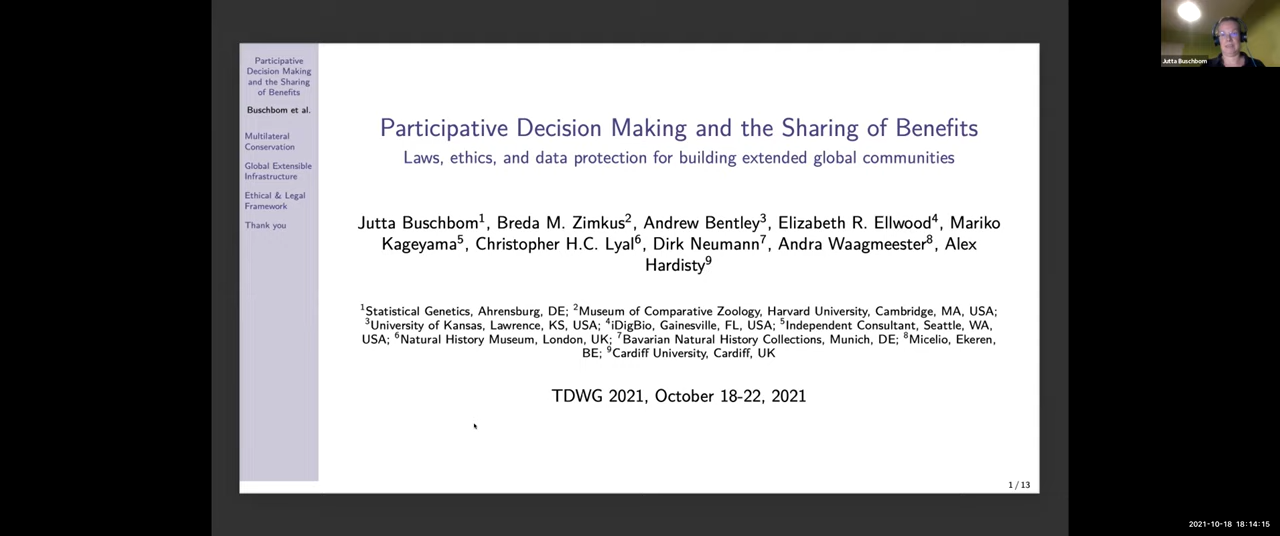 Participative
Decision Making
and the Sharing
of Benefits
Buschbom et al.
Multilateral
Conservation
Global Extensible
Infrastructure
Ethical & Legal
Framework
Thank you
Participative Decision Making and the Sharing of Benefits
Laws, ethics, and data protection for building extended global communities
Jutta Buschbom1, Breda M. Zimkus2, Andrew Bentley3, Elizabeth R. Ellwood4, Mariko
Kageyama5, Christopher H.C. Lyal6, Dirk Neumann7, Andra Waagmeester8, Alex
Hardisty9
1Statistical Genetics, Ahrensburg, DE; 2Museum of Comparative Zoology, Harvard University, Cambridge, MA, USA;
3University of Kansas, Lawrence, KS, USA; 4iDigBio, Gainesville, FL, USA; 5Independent Consultant, Seattle, WA,
USA; 6Natural History Museum, London, UK; 7Bavarian Natural History Collections, Munich, DE; 8Micelio, Ekeren,
BE; 9Cardiff University, Cardiff, UK
TDWG 2021, October 18-22, 2021
1 / 13
Jutta Buschbom
2021-10-18 18:14:15